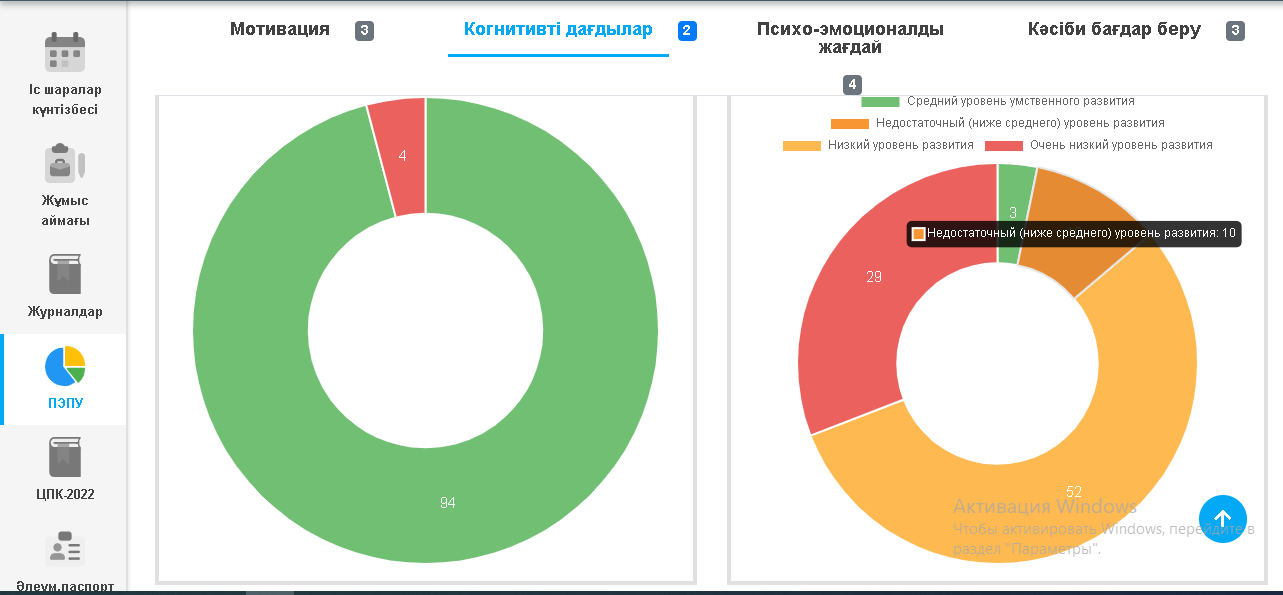 Мотивация 3
Когнитивті дағдылар 2
Психо-эмоционалды
жағдай
4
Кәсіби бағдар беру 3
Іс шаралар
күнтізбесі
Жұмыс
аймағы
Журналдар
ПЭПУ
ЦПК-2022
Әлеум.паспорт
4
94
Средний уровень умственного развития
Недостаточный (ниже среднего) уровень развития
Низкий уровень развития
Очень низкий уровень развития
3
Недостаточный (ниже среднего) уровень развития: 10
29
52
Активация Windows
Чтобы активировать Windows, перейдите в
раздел "Параметры".